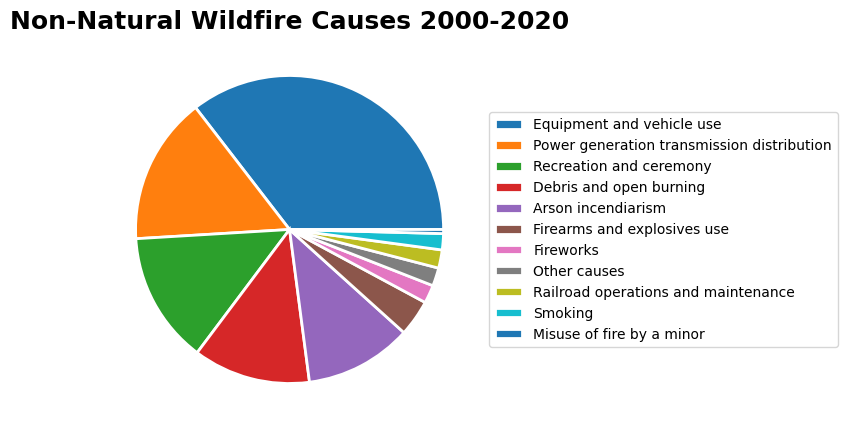 Non-Natural Wildfire Causes 2000-2020
Equipment and vehicle use
Power generation transmission distribution
Recreation and ceremony
Debris and open burning
Arson incendiarism
Firearms and explosives use
Fireworks
Other causes
Railroad operations and maintenance
Smoking
Misuse of fire by a minor